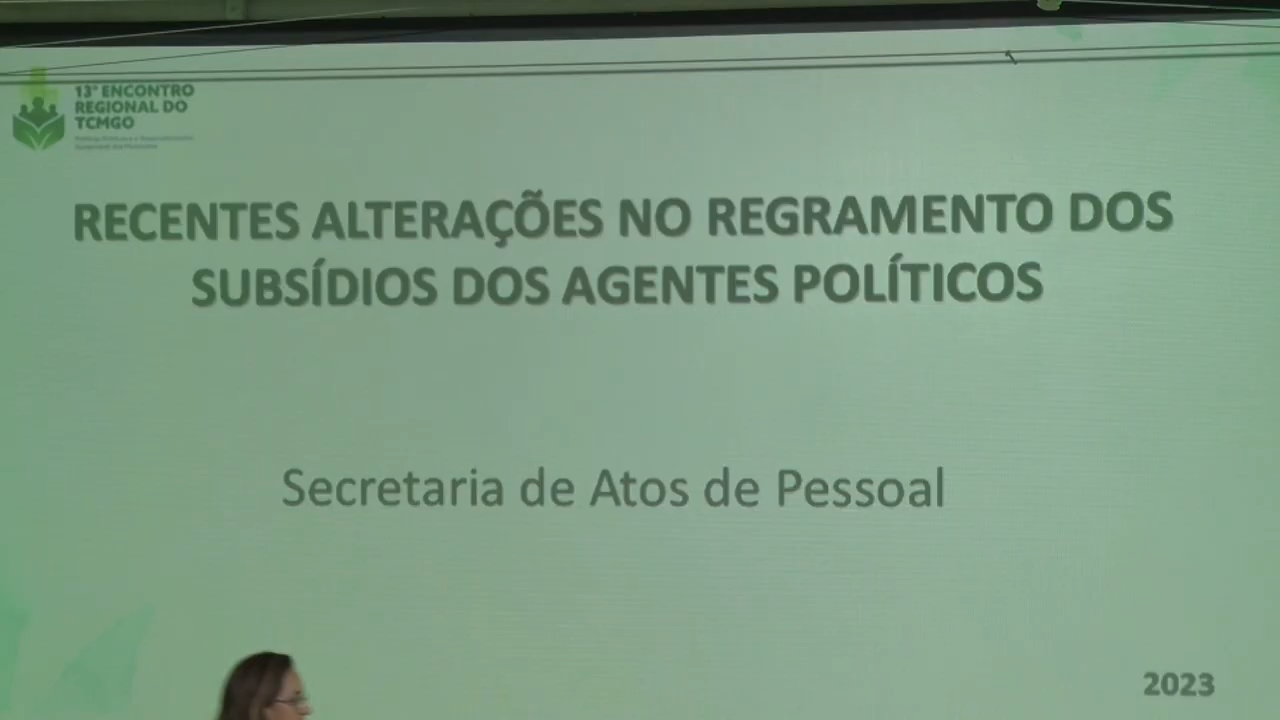 13º ENCONTRO
REGIONAL DO
TCMGO
RECENTES ALTERAÇÕES NO REGRAMENTO DOS
SUBSÍDIOS DOS AGENTES POLÍTICOS
Secretaria de Atos de Pessoal
2023